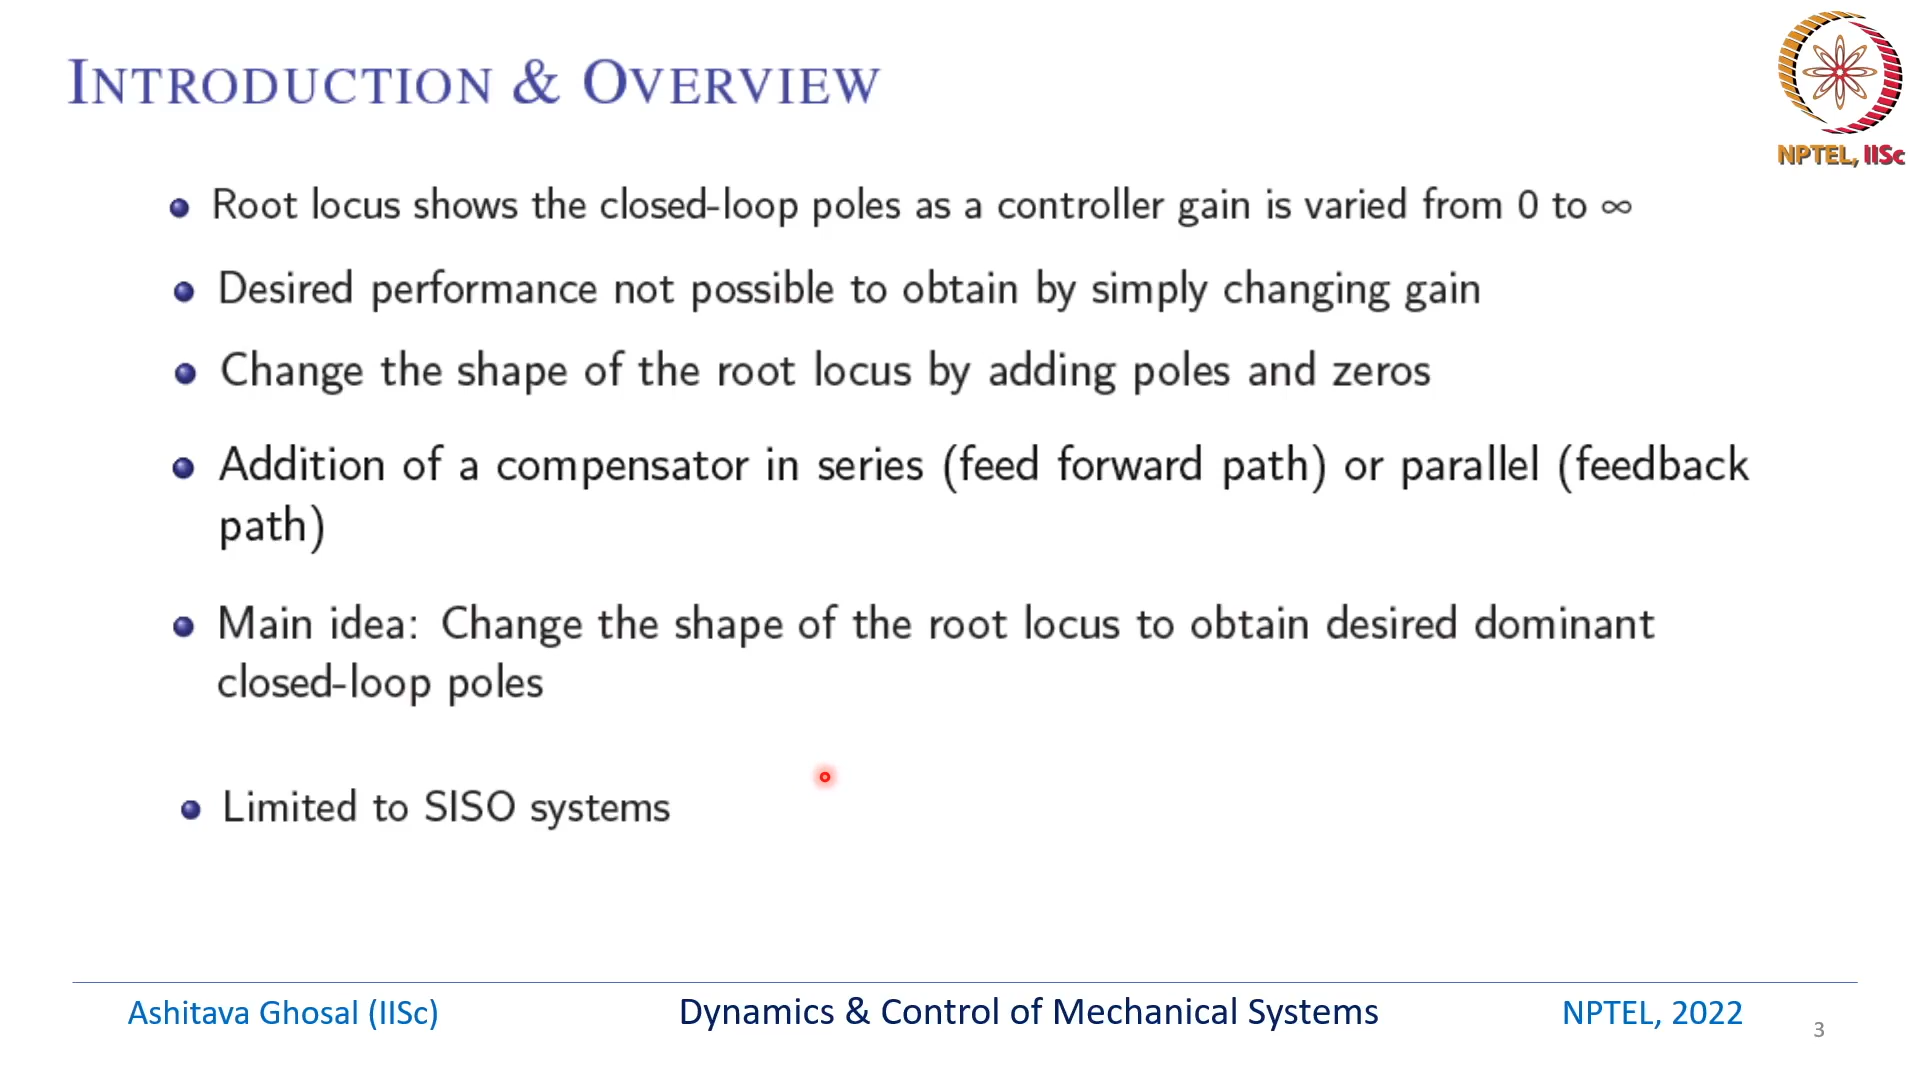 INTRODUCTION & OVERVIEW
NPTEL, IISc
Root locus shows the closed-loop poles as a controller gain is varied from 0 to ∞
Desired performance not possible to obtain by simply changing gain
Change the shape of the root locus by adding poles and zeros
Addition of a compensator in series (feed forward path) or parallel (feedback
path)
Main idea: Change the shape of the root locus to obtain desired dominant
closed-loop poles
Limited to SISO systems
Ashitava Ghosal (IISc) Dynamics & Control of Mechanical Systems NPTEL, 2022
3